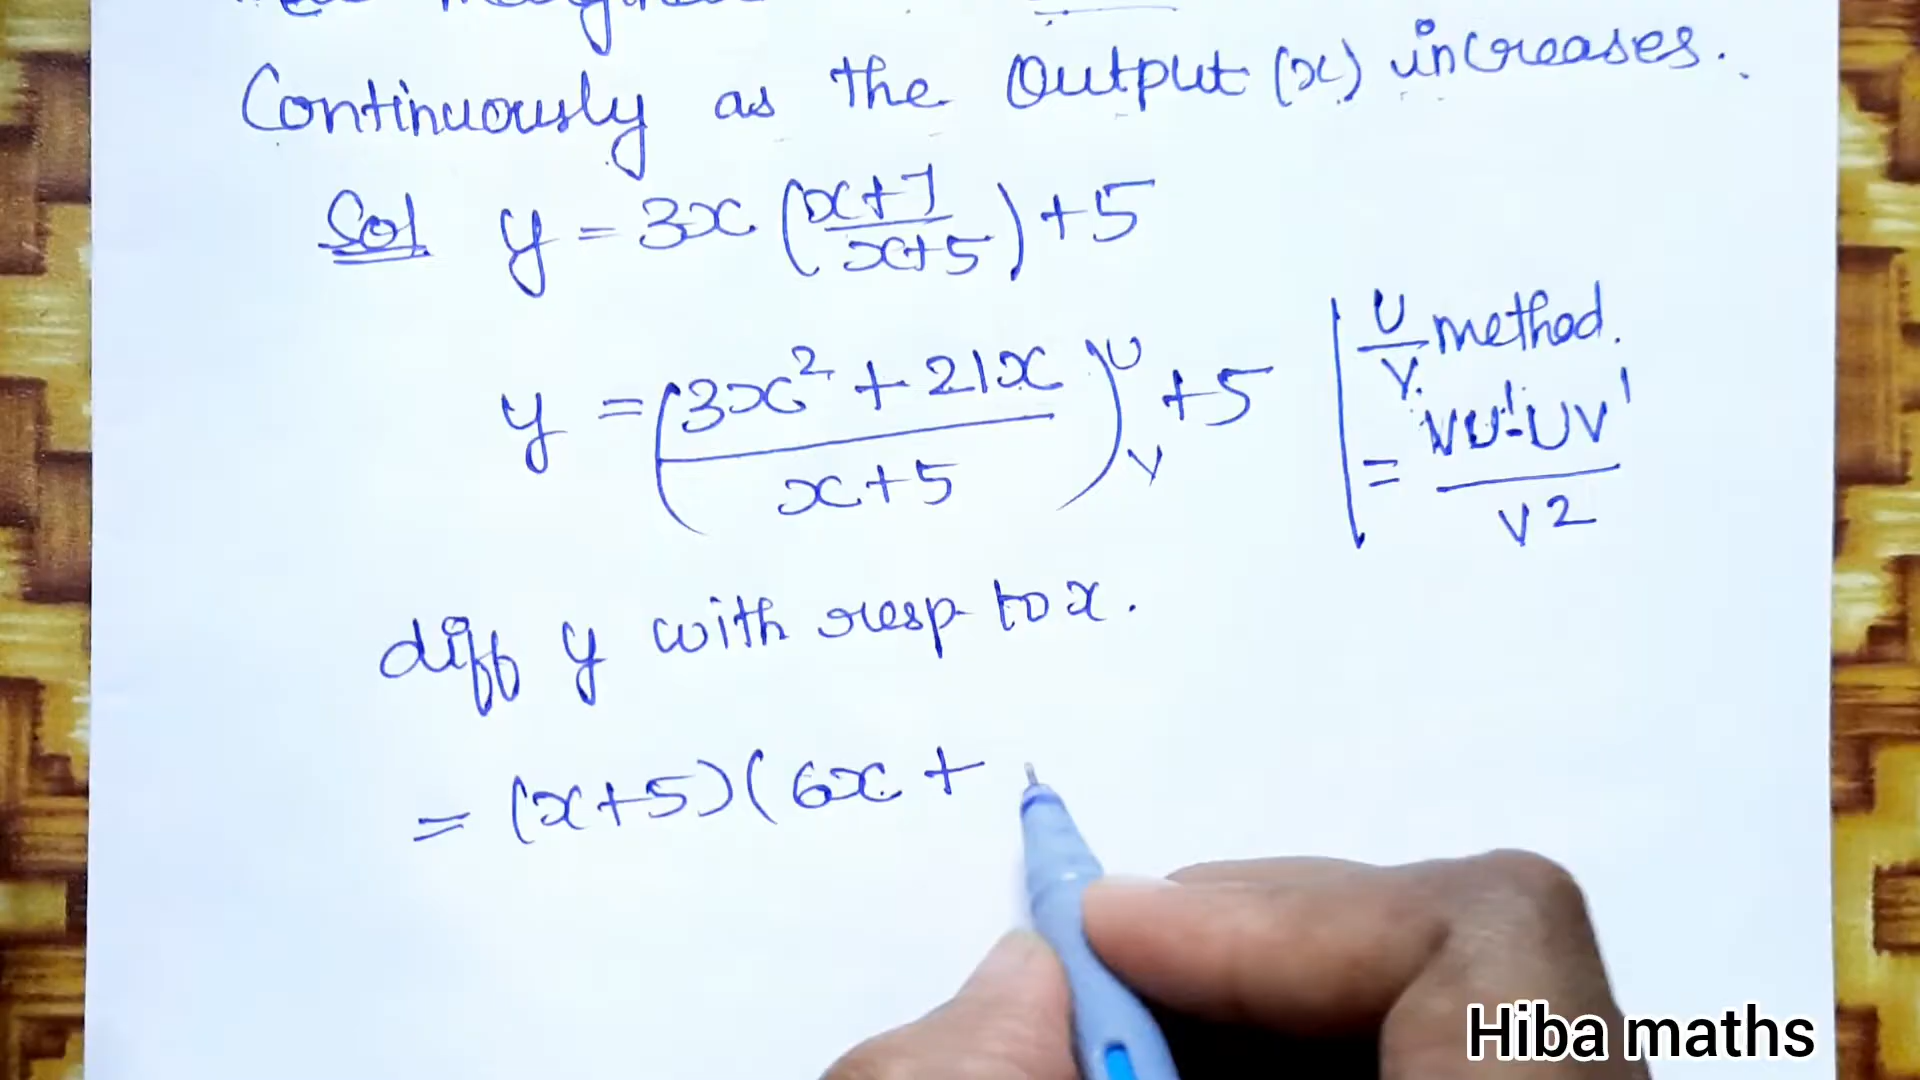 Continuously as the Output (x) increases.
Sol y = 3x (x+7/x+5) + 5
y = (3x² + 21x/x+5) U V + 5
U/V method.
= VU'-UV'/V2
diff y with resp to x.
= (x+5)(6x +
Hiba maths